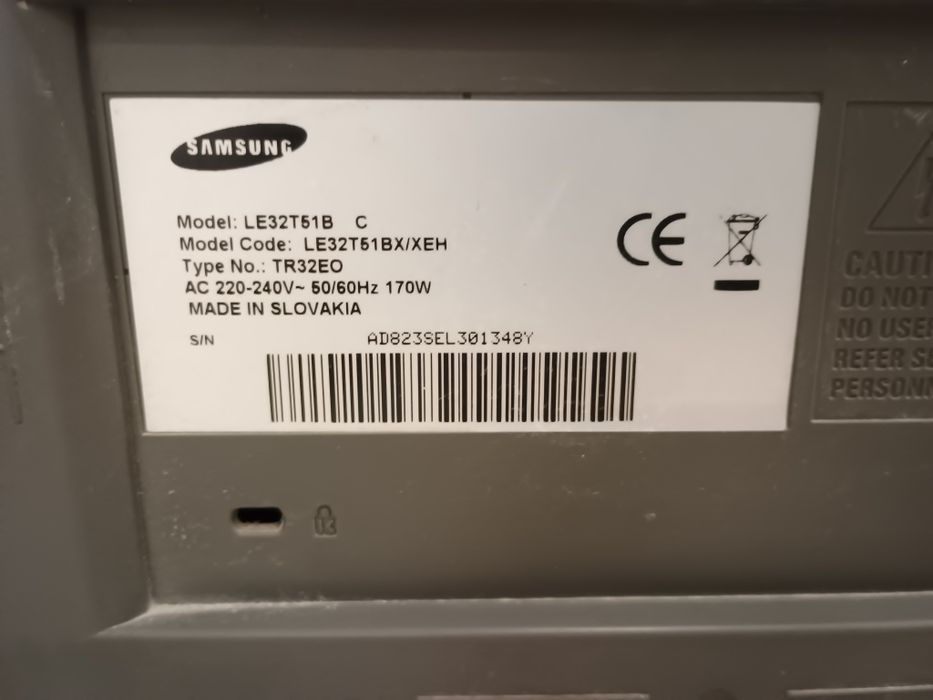 SAMSUNG
Model: LE32T51B C
Model Code: LE32T51BX/XEH
Type No.: TR32EO
AC 220-240V~ 50/60Hz 170W
MADE IN SLOVAKIA
S/N AD823SEL301348Y
CE
CAUTI
DO NOT
NO USE
REFER SE
PERSONN